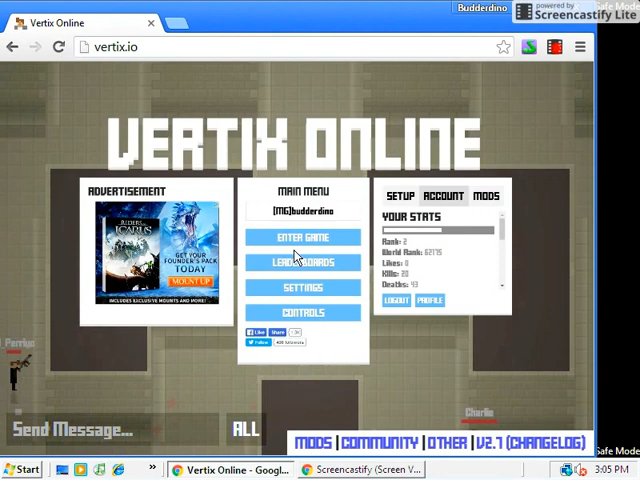 Budderdino
powered by
Screencastify Lite
Safe Mode
Vertix Online
vertix.io
VERTIX ONLINE
ADVERTISEMENT
RIDERS OF
ICARUS
GET YOUR
FOUNDER'S PACK
TODAY
MOUNT UP
INCLUDES EXCLUSIVE MOUNTS AND MORE!
MAIN MENU
[MG]budderdino
ENTER GAME
LEADERBOARDS
SETTINGS
CONTROLS
Like Share
Follow
SETUP ACCOUNT MODS
YOUR STATS
Rank: 2
World Rank: 62175
Likes: 0
Kills: 20
Deaths: 43
LOGOUT PROFILE
Charlie
Send Message... ALL
MODS | COMMUNITY | OTHER | V2.7 (CHANGELOG)
Safe Mode
Start
Vertix Online - Googl...
Screencastify (Screen V...
3:05 PM